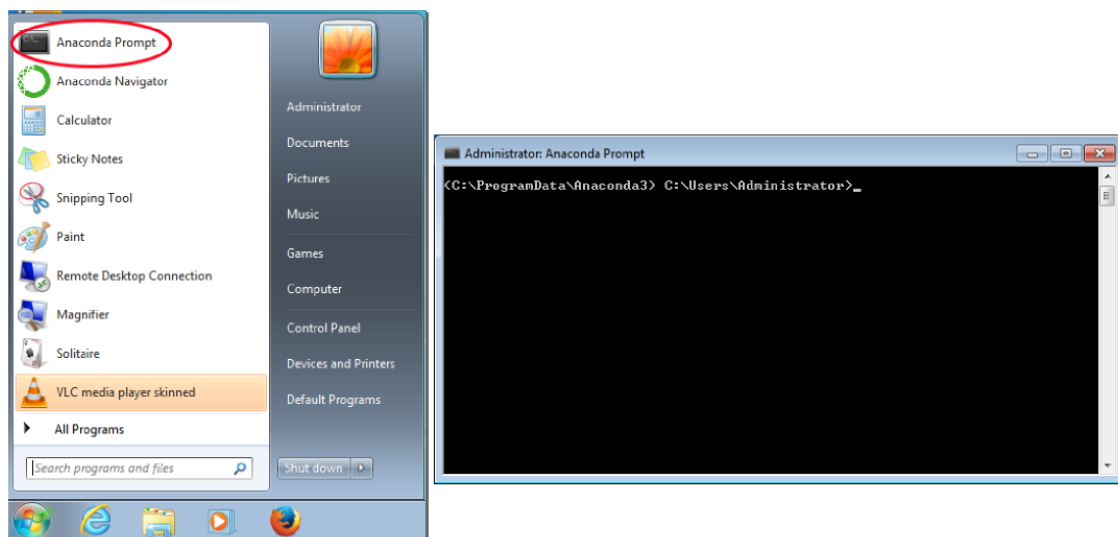 Anaconda Prompt
Anaconda Navigator
Calculator
Sticky Notes
Snipping Tool
Paint
Remote Desktop Connection
Magnifier
Solitaire
VLC media player skinned
All Programs
Search programs and files
Administrator
Documents
Pictures
Music
Games
Computer
Control Panel
Devices and Printers
Default Programs
Shut down
Administrator: Anaconda Prompt
(C:\ProgramData\Anaconda3) C:\Users\Administrator>_